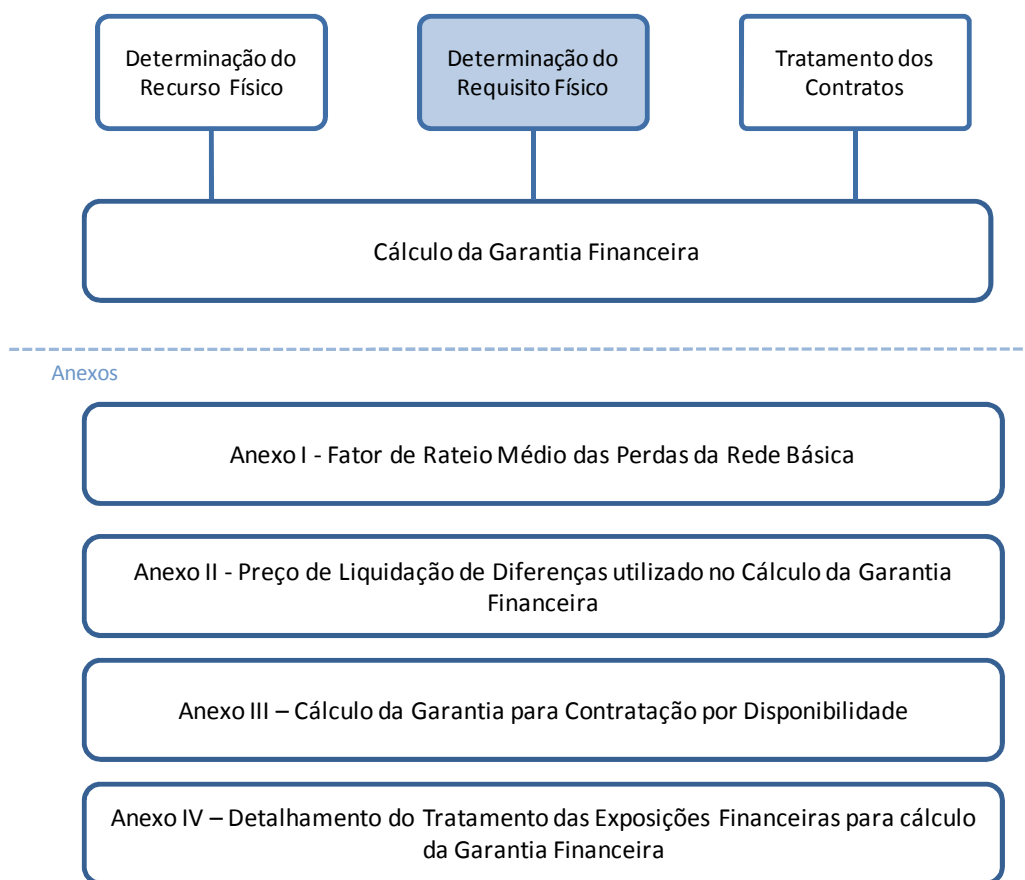 Determinação do
Recurso Físico
Determinação do
Requisito Físico
Tratamento dos
Contratos
Cálculo da Garantia Financeira
Anexos
Anexo I - Fator de Rateio Médio das Perdas da Rede Básica
Anexo II - Preço de Liquidação de Diferenças utilizado no Cálculo da Garantia
Financeira
Anexo III – Cálculo da Garantia para Contratação por Disponibilidade
Anexo IV – Detalhamento do Tratamento das Exposições Financeiras para cálculo
da Garantia Financeira